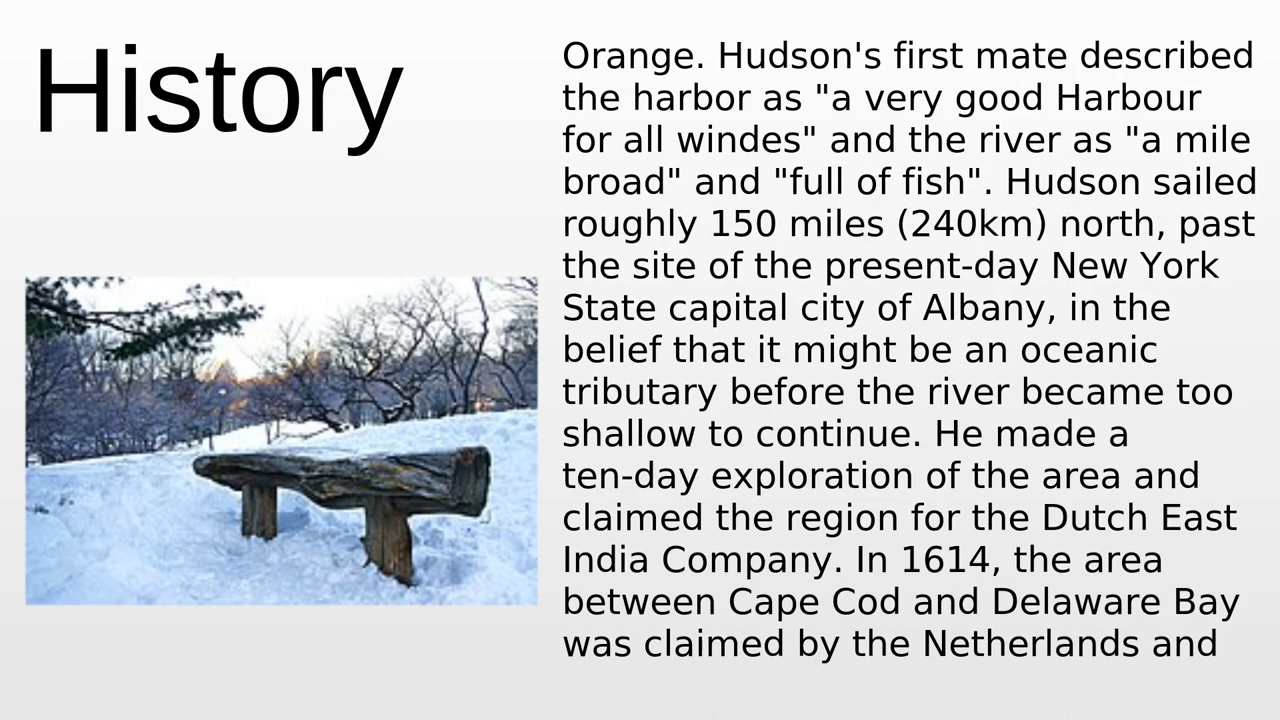 History
Orange. Hudson's first mate described
the harbor as "a very good Harbour
for all windes" and the river as "a mile
broad" and "full of fish". Hudson sailed
roughly 150 miles (240km) north, past
the site of the present-day New York
State capital city of Albany, in the
belief that it might be an oceanic
tributary before the river became too
shallow to continue. He made a
ten-day exploration of the area and
claimed the region for the Dutch East
India Company. In 1614, the area
between Cape Cod and Delaware Bay
was claimed by the Netherlands and